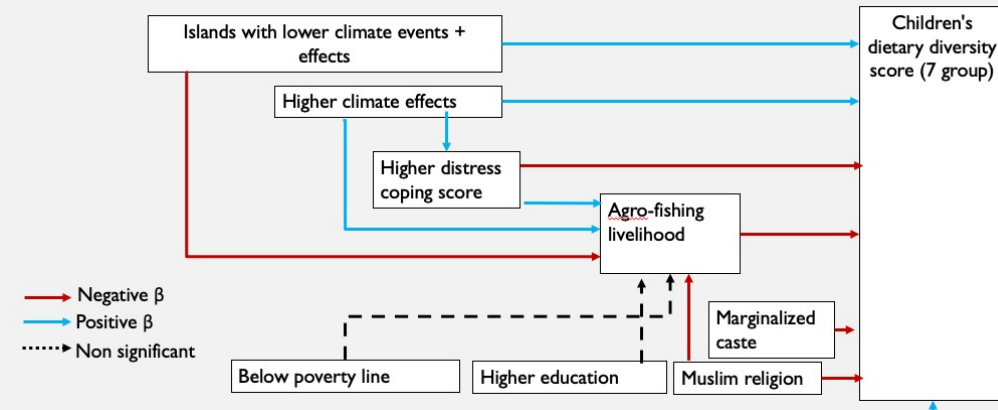 Islands with lower climate events +
effects
Children's
dietary diversity
score (7 group)
Higher climate effects
Higher distress
coping score
Agro-fishing
livelihood
Negative β
Positive β
Non significant
Marginalized
caste
Below poverty line
Higher education
Muslim religion